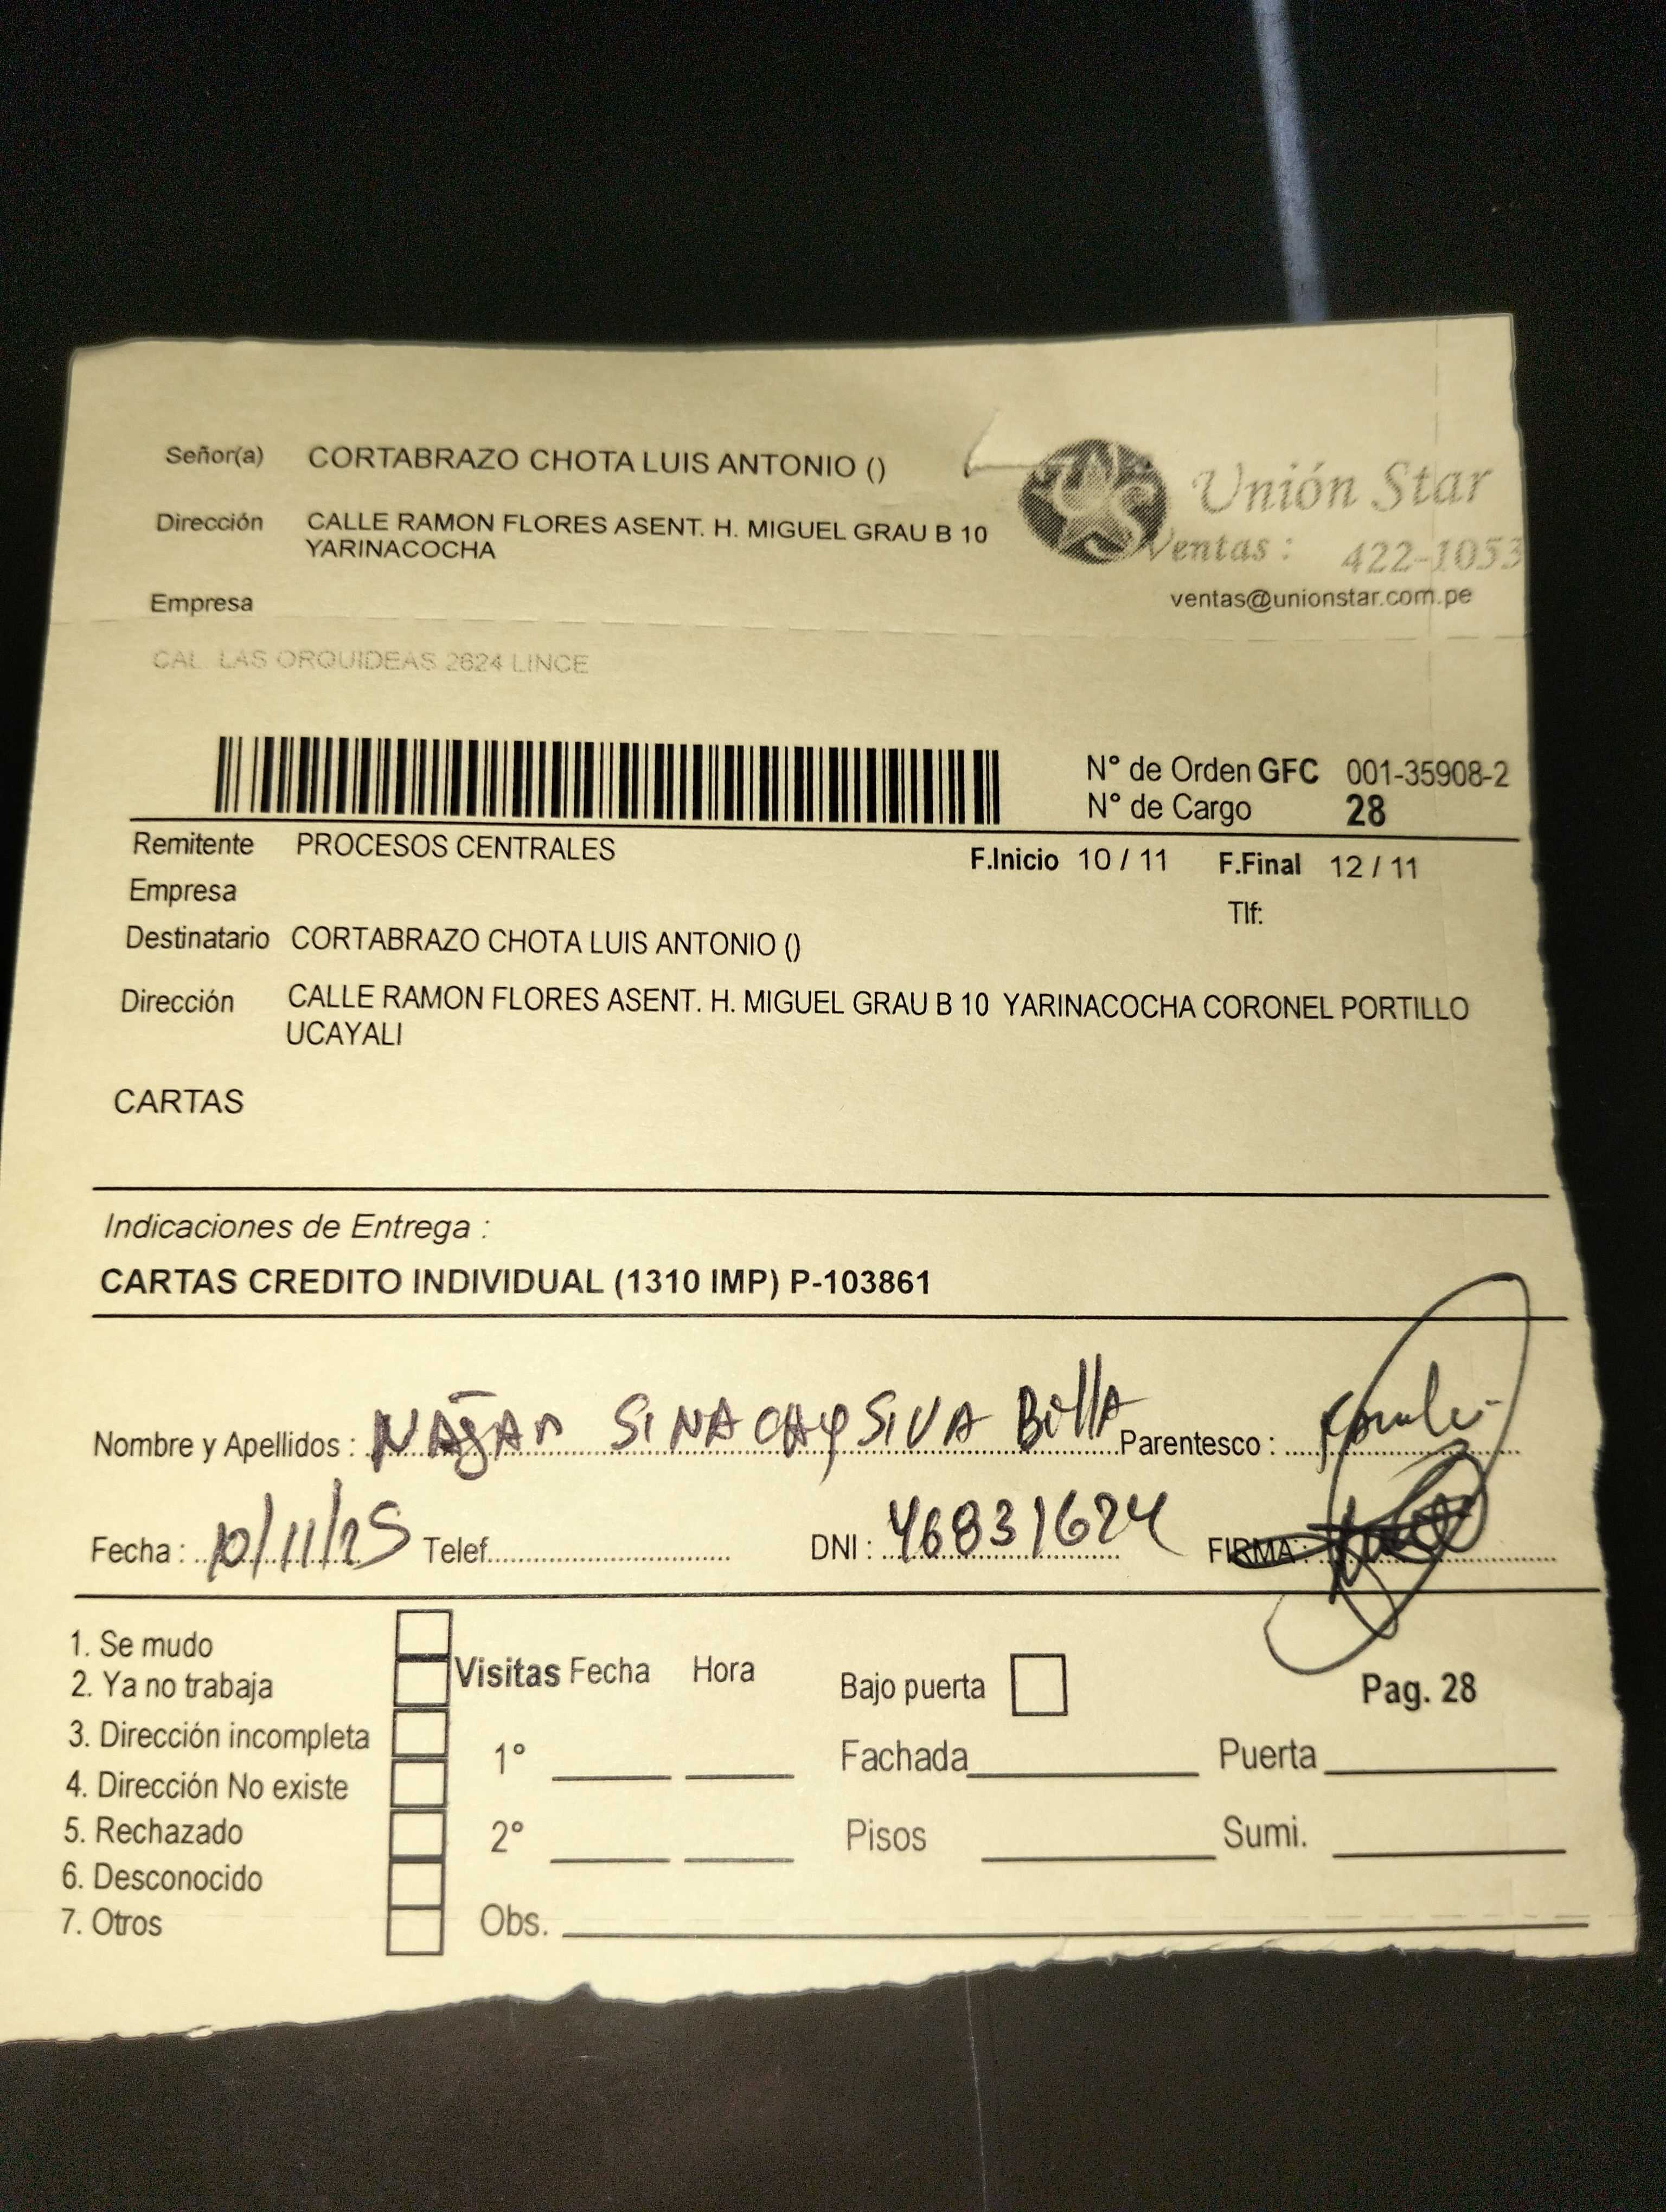 Señor(a) CORTABRAZO CHOTA LUIS ANTONIO ()
Dirección CALLE RAMON FLORES ASENT. H. MIGUEL GRAU B 10
YARINACOCHA
Unión Star
Ventas : 422-1053
ventas@unionstar.com.pe
Empresa
CAL. LAS ORQUIDEAS 2624 LINCE
N° de Orden GFC 001-35908-2
N° de Cargo 28
Remitente PROCESOS CENTRALES F.Inicio 10 / 11 F.Final 12 / 11
Empresa Tlf:
Destinatario CORTABRAZO CHOTA LUIS ANTONIO ()
Dirección CALLE RAMON FLORES ASENT. H. MIGUEL GRAU B 10 YARINACOCHA CORONEL PORTILLO
UCAYALI
CARTAS
Indicaciones de Entrega :
CARTAS CREDITO INDIVIDUAL (1310 IMP) P-103861
Nombre y Apellidos : SINACAY Parentesco :
Fecha : 10/11/25 Telef. DNI : 46831624 FIRMA :
1. Se mudo
2. Ya no trabaja
3. Dirección incompleta
4. Dirección No existe
5. Rechazado
6. Desconocido
7. Otros
Visitas Fecha Hora
1°
2°
Obs.
Bajo puerta Pag. 28
Fachada Puerta
Pisos Sumi.